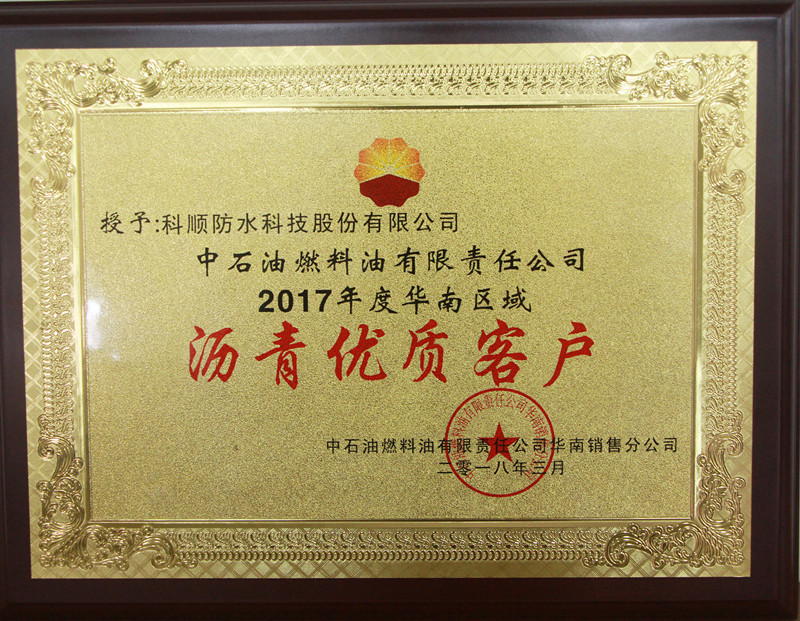 授予:科顺防水科技股份有限公司
中石油燃料油有限责任公司
2017年度华南区域
沥青优质客户
中石油燃料油有限责任公司华南销售分公司
二零一八年三月